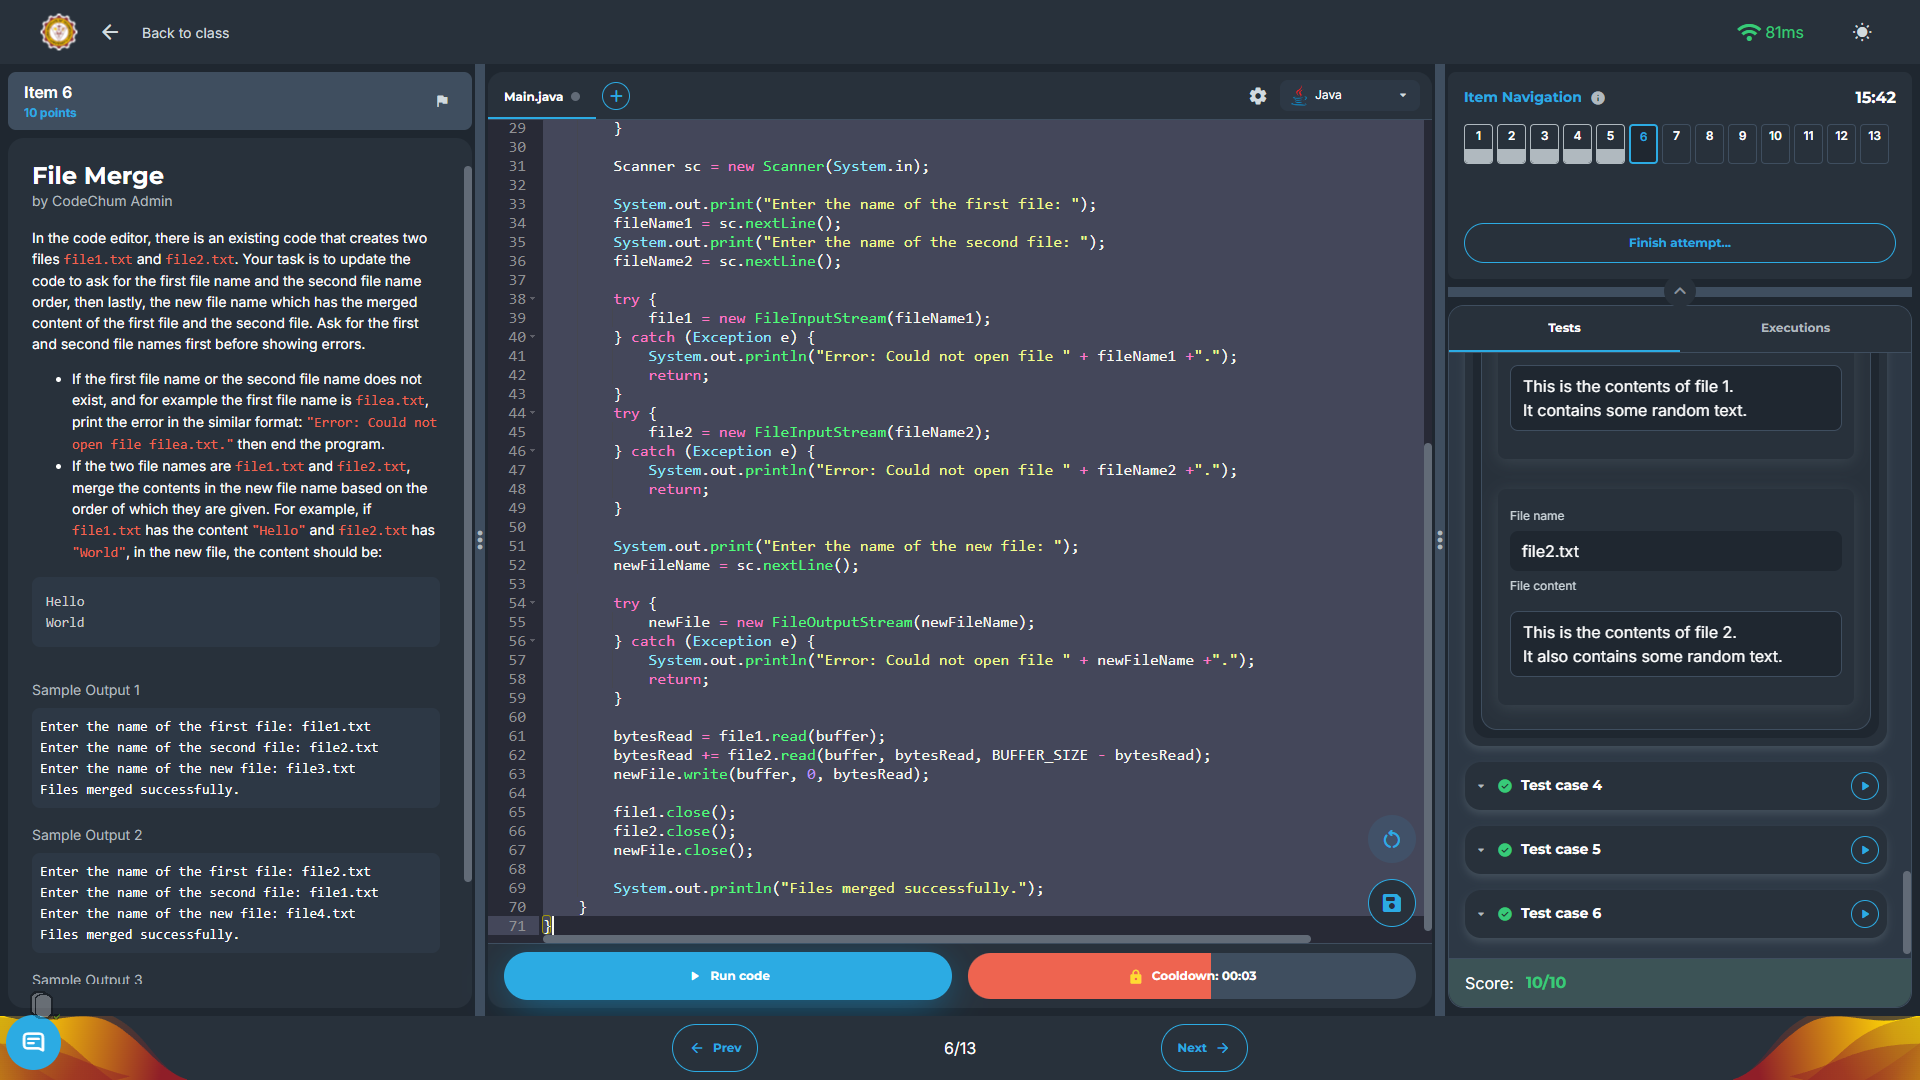 Back to class
81ms
Item 6
10 points
File Merge
by CodeChum Admin
In the code editor, there is an existing code that creates two
files file1.txt and file2.txt. Your task is to update the
code to ask for the first file name and the second file name
order, then lastly, the new file name which has the merged
content of the first file and the second file. Ask for the first
and second file names first before showing errors.
• If the first file name or the second file name does not
exist, and for example the first file name is filea.txt,
print the error in the similar format: "Error: Could not
open file filea.txt." then end the program.
• If the two file names are file1.txt and file2.txt,
merge the contents in the new file name based on the
order of which they are given. For example, if
file1.txt has the content "Hello" and file2.txt has
"World", in the new file, the content should be:
Hello
World
Sample Output 1
Enter the name of the first file: file1.txt
Enter the name of the second file: file2.txt
Enter the name of the new file: file3.txt
Files merged successfully.
Sample Output 2
Enter the name of the first file: file2.txt
Enter the name of the second file: file1.txt
Enter the name of the new file: file4.txt
Files merged successfully.
Sample Output 3
Main.java
Java
29 }
30
31 Scanner sc = new Scanner(System.in);
32
33 System.out.print("Enter the name of the first file: ");
34 fileName1 = sc.nextLine();
35 System.out.print("Enter the name of the second file: ");
36 fileName2 = sc.nextLine();
37
38 try {
39 file1 = new FileInputStream(fileName1);
40 } catch (Exception e) {
41 System.out.println("Error: Could not open file " + fileName1 +".");
42 return;
43 }
44 try {
45 file2 = new FileInputStream(fileName2);
46 } catch (Exception e) {
47 System.out.println("Error: Could not open file " + fileName2 +".");
48 return;
49 }
50
51 System.out.print("Enter the name of the new file: ");
52 newFileName = sc.nextLine();
53
54 try {
55 newFile = new FileOutputStream(newFileName);
56 } catch (Exception e) {
57 System.out.println("Error: Could not open file " + newFileName +".");
58 return;
59 }
60
61 bytesRead = file1.read(buffer);
62 bytesRead += file2.read(buffer, bytesRead, BUFFER_SIZE - bytesRead);
63 newFile.write(buffer, 0, bytesRead);
64
65 file1.close();
66 file2.close();
67 newFile.close();
68
69 System.out.println("Files merged successfully.");
70 }
71 }
Run code
Cooldown: 00:03
Prev
6/13
Next
Item Navigation
15:42
1 2 3 4 5 6 7 8 9 10 11 12 13
Finish attempt...
Tests
Executions
This is the contents of file 1.
It contains some random text.
File name
file2.txt
File content
This is the contents of file 2.
It also contains some random text.
Test case 4
Test case 5
Test case 6
Score: 10/10